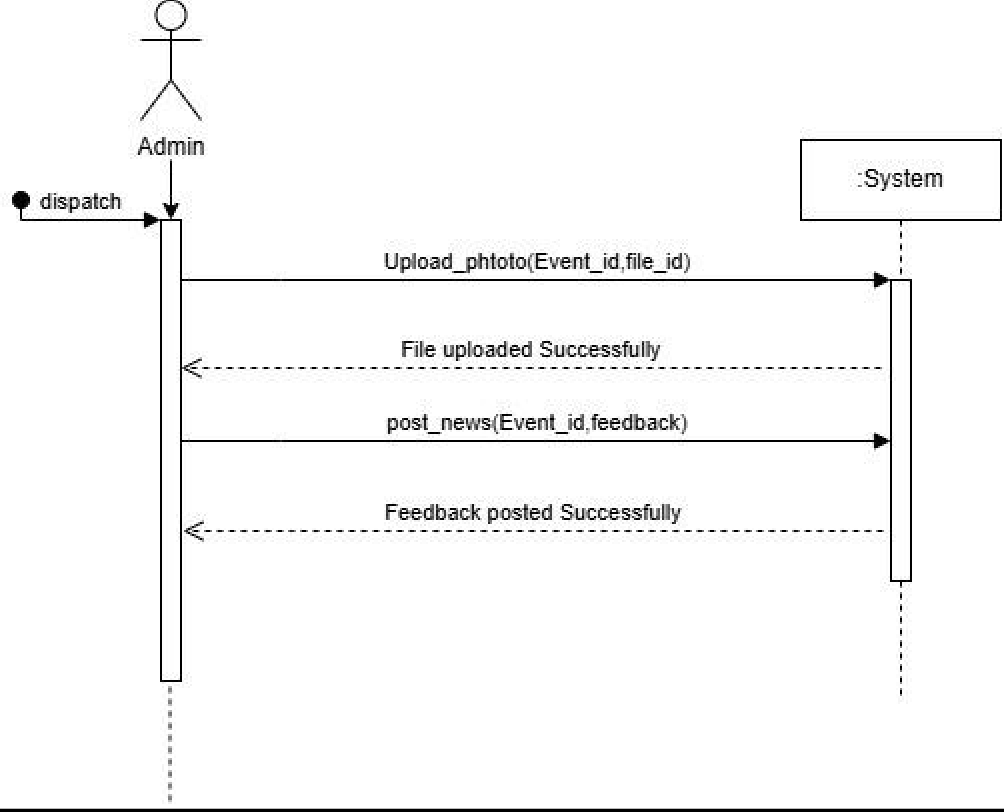 Admin
:System
dispatch
Upload_phtoto(Event_id,file_id)
File uploaded Successfully
post_news(Event_id,feedback)
Feedback posted Successfully